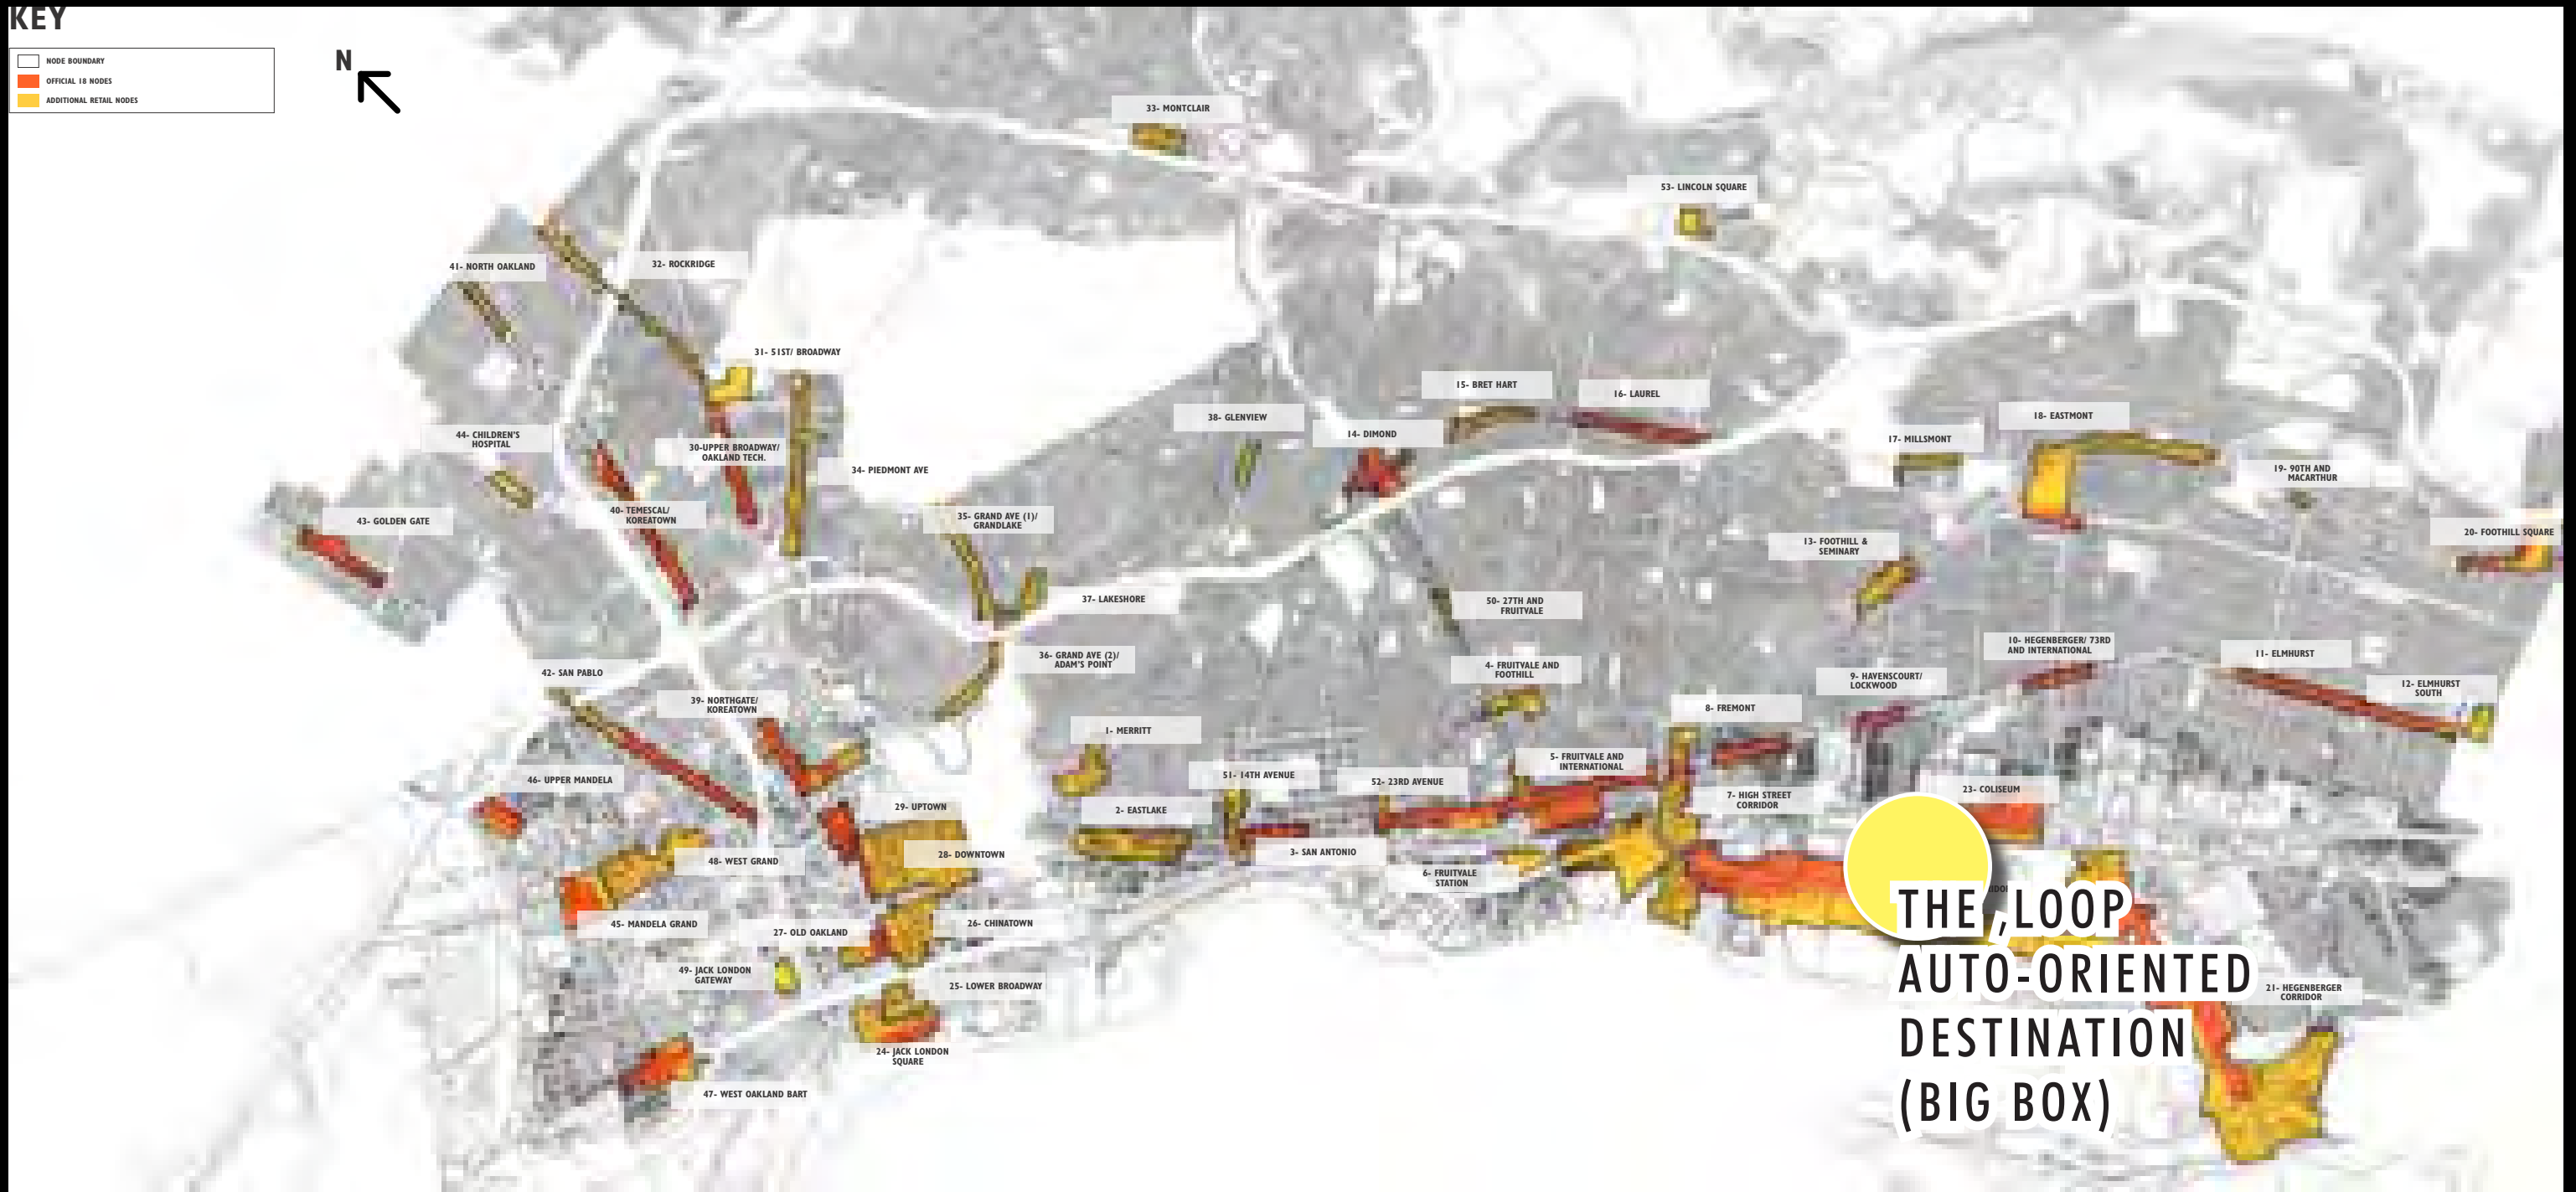 KEY
NODE BOUNDARY
OFFICIAL 18 NODES
ADDITIONAL RETAIL NODES
N
33- MONTCLAIR
53- LINCOLN SQUARE
41- NORTH OAKLAND
32- ROCKRIDGE
31- 51ST/ BROADWAY
15- BRET HART
16- LAUREL
38- GLENVIEW
14- DIMOND
18- EASTMONT
17- MILLSMONT
44- CHILDREN'S
HOSPITAL
30-UPPER BROADWAY/
OAKLAND TECH.
34- PIEDMONT AVE
19- 90TH AND
MACARTHUR
43- GOLDEN GATE
40- TEMESCAL/
KOREATOWN
35- GRAND AVE (1)/
GRANDLAKE
20- FOOTHILL SQUARE
13- FOOTHILL &
SEMINARY
37- LAKESHORE
50- 27TH AND
FRUITVALE
10- HEGENBERGER/ 73RD
AND INTERNATIONAL
11- ELMHURST
36- GRAND AVE (2)/
ADAM'S POINT
42- SAN PABLO
4- FRUITVALE AND
FOOTHILL
9- HAVENSCOURT/
LOCKWOOD
12- ELMHURST
SOUTH
39- NORTHGATE/
KOREATOWN
8- FREMONT
1- MERRITT
46- UPPER MANDELA
51- 14TH AVENUE
52- 23RD AVENUE
5- FRUITVALE AND
INTERNATIONAL
23- COLISEUM
7- HIGH STREET
CORRIDOR
29- UPTOWN
2- EASTLAKE
28- DOWNTOWN
48- WEST GRAND
3- SAN ANTONIO
6- FRUITVALE
STATION
45- MANDELA GRAND
27- OLD OAKLAND
26- CHINATOWN
49- JACK LONDON
GATEWAY
25- LOWER BROADWAY
21- HEGENBERGER
CORRIDOR
24- JACK LONDON
SQUARE
47- WEST OAKLAND BART
THE ,LOOP
AUTO-ORIENTED
DESTINATION
(BIG BOX)